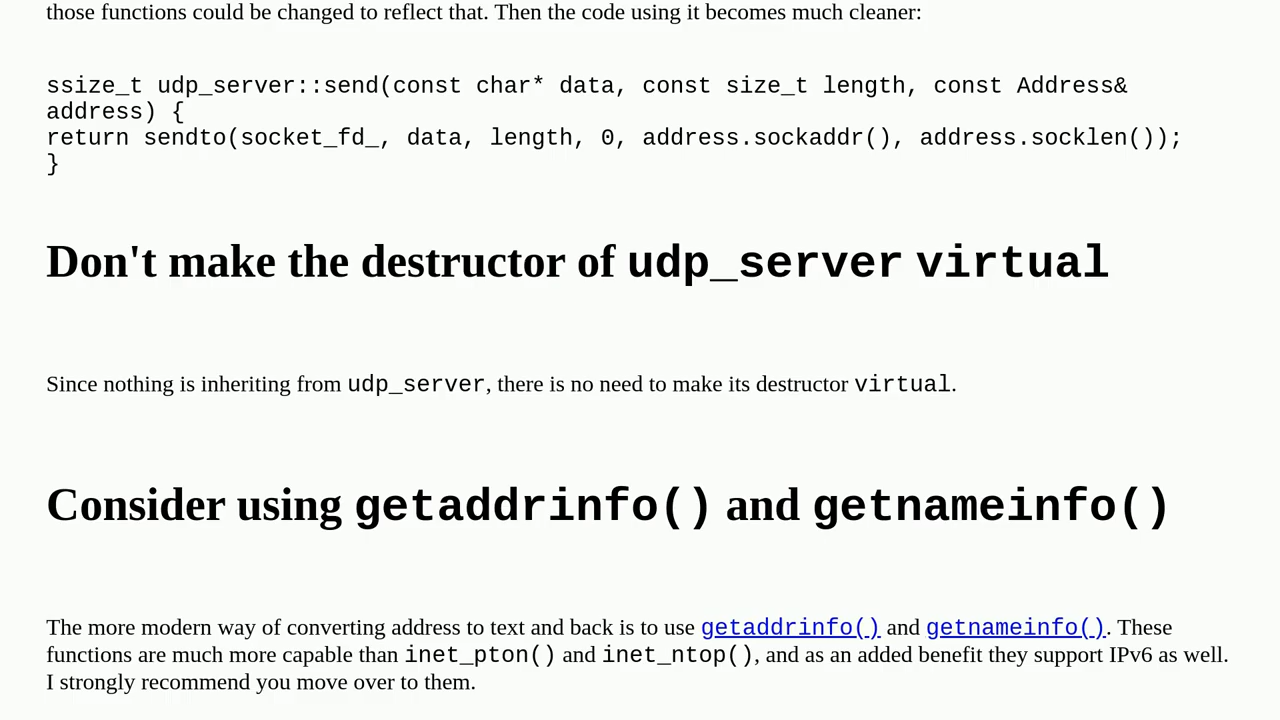 those functions could be changed to reflect that. Then the code using it becomes much cleaner:
ssize_t udp_server::send(const char* data, const size_t length, const Address&
address) {
return sendto(socket_fd_, data, length, 0, address.sockaddr(), address.socklen());
}
Don't make the destructor of udp_server virtual
Since nothing is inheriting from udp_server, there is no need to make its destructor virtual.
Consider using getaddrinfo() and getnameinfo()
The more modern way of converting address to text and back is to use getaddrinfo() and getnameinfo(). These
functions are much more capable than inet_pton() and inet_ntop(), and as an added benefit they support IPv6 as well.
I strongly recommend you move over to them.